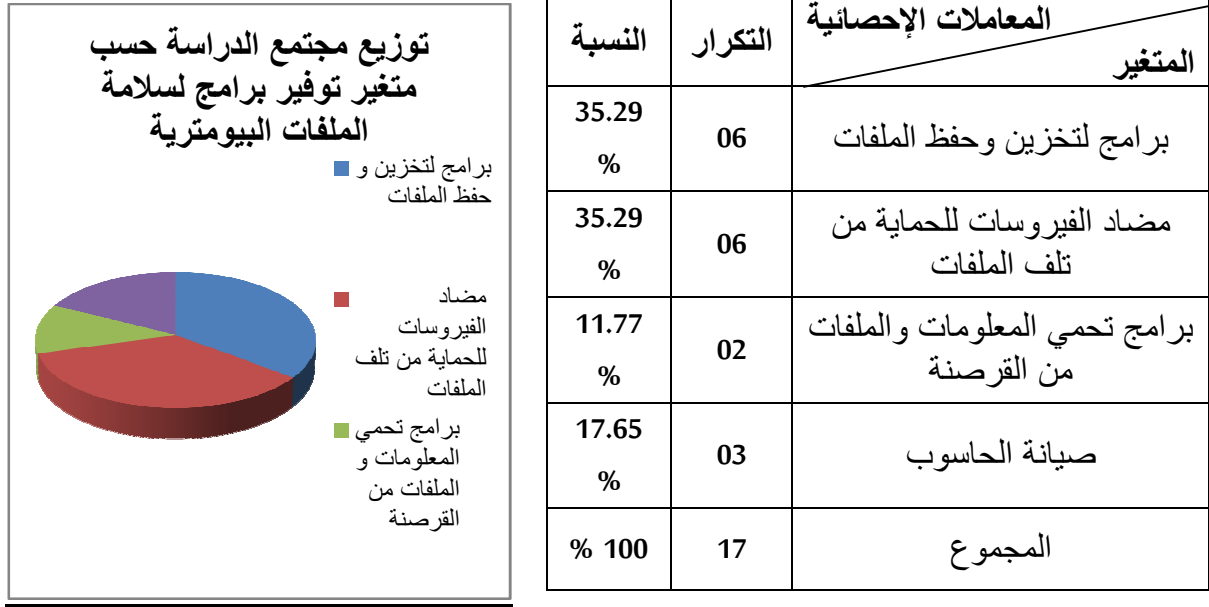 المعاملات الإحصائية
المتغير
التكرار
النسبة
برامج لتخزين وحفظ الملفات
06
35.29
%
مضاد الفيروسات للحماية من
تلف الملفات
06
35.29
%
برامج تحمي المعلومات والملفات
من القرصنة
02
11.77
%
صيانة الحاسوب
03
17.65
%
المجموع
17
100 %
توزيع مجتمع الدراسة حسب
متغير توفير برامج لسلامة
الملفات البيومترية
برامج لتخزين و
حفظ الملفات
مضاد
الفيروسات
للحماية من تلف
الملفات
برامج تحمي
المعلومات و
الملفات من
القرصنة